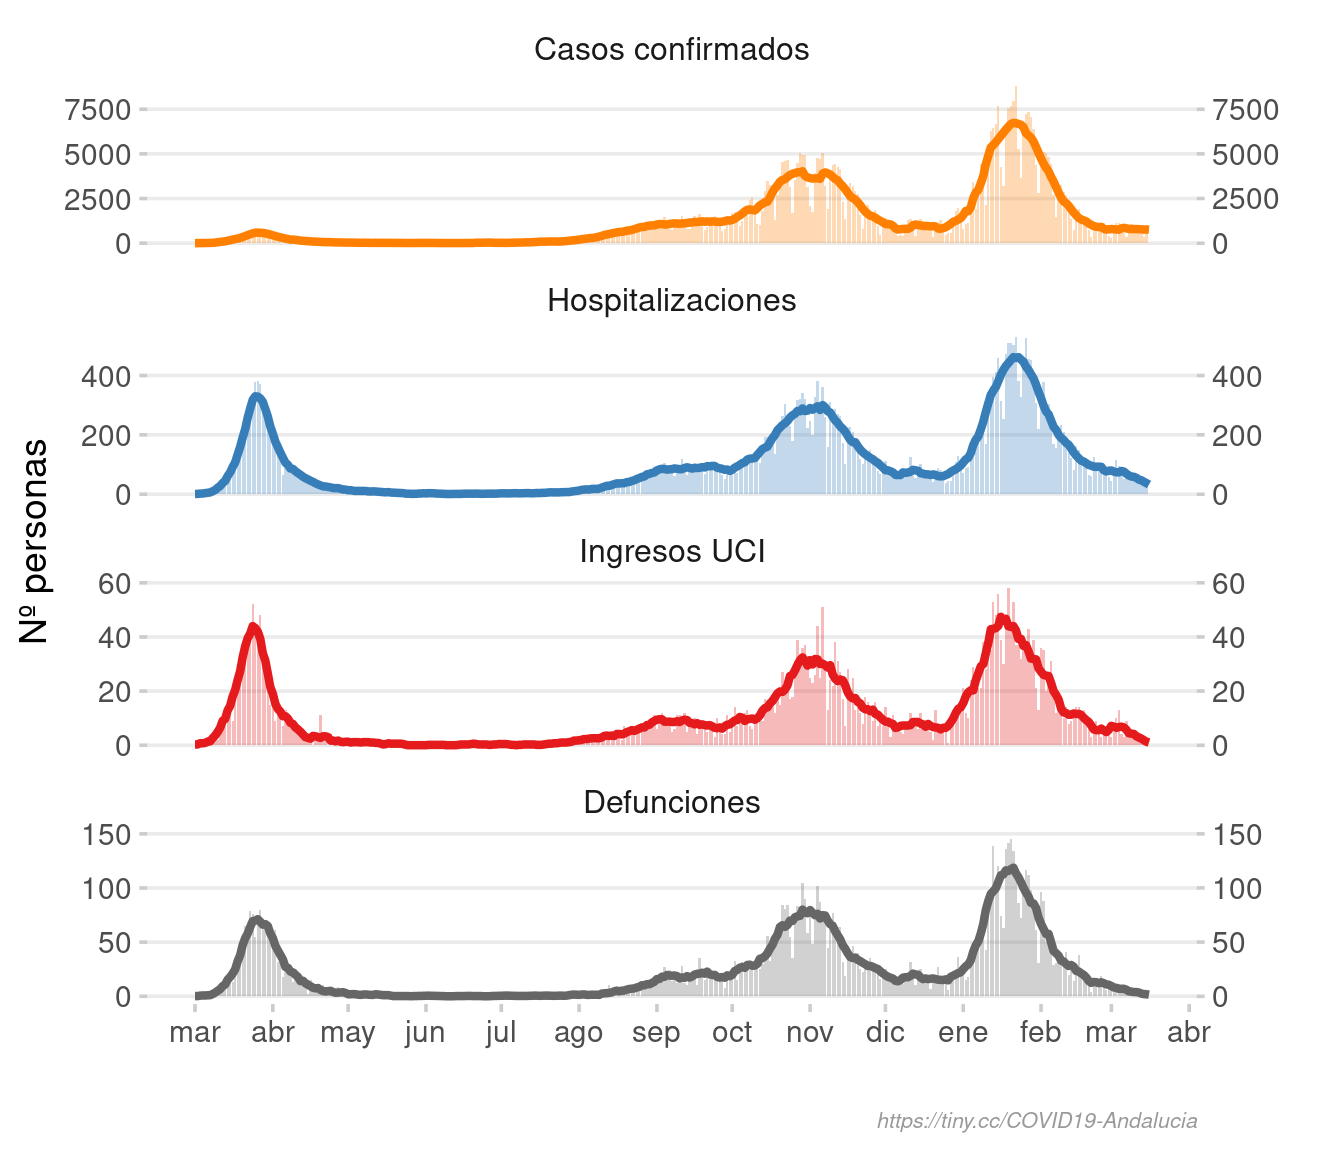 Casos confirmados
7500 7500
5000 5000
2500 2500
0 0
Hospitalizaciones
400 400
200 200
0 0
Nº personas
Ingresos UCI
60 60
40 40
20 20
0 0
Defunciones
150 150
100 100
50 50
0 0
mar abr may jun jul ago sep oct nov dic ene feb mar abr
https://tiny.cc/COVID19-Andalucia